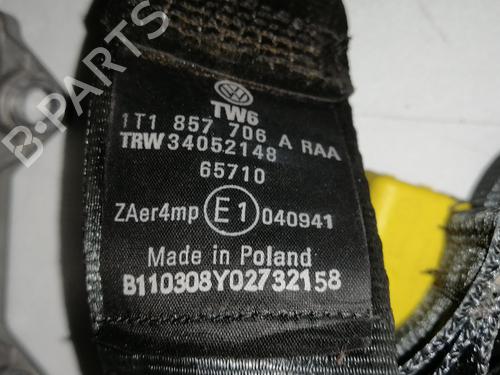 B-PARTS
TW6
1T1 857 706 A RAA
TRW 34052148
65710
ZAer4mp E1 040941
Made in Poland
B110308Y02732158